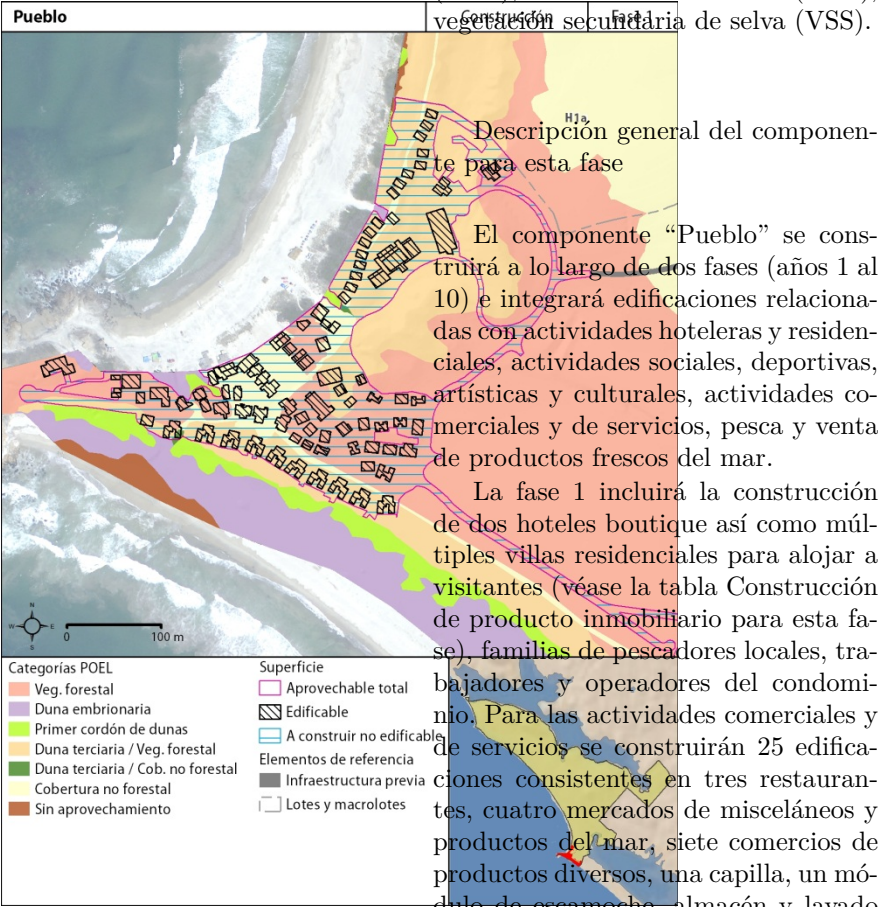 Pueblo
Construcción
Fase 1
vegetación secundaria de selva (VSS).
H1a
Descripción general del componen-
te para esta fase
El componente “Pueblo” se cons-
truirá a lo largo de dos fases (años 1 al
10) e integrará edificaciones relaciona-
das con actividades hoteleras y residen-
ciales, actividades sociales, deportivas,
artísticas y culturales, actividades co-
merciales y de servicios, pesca y venta
de productos frescos del mar.
La fase 1 incluirá la construcción
de dos hoteles boutique así como múl-
tiples villas residenciales para alojar a
visitantes (véase la tabla Construcción
de producto inmobiliario para esta fa-
se), familias de pescadores locales, tra-
bajadores y operadores del condomi-
nio. Para las actividades comerciales y
de servicios se construirán 25 edifica-
ciones consistentes en tres restauran-
tes, cuatro mercados de misceláneos y
productos del mar, siete comercios de
productos diversos, una capilla, un mó-
dulo de escamoche, almacén y lavado
N
W
E
S
0
100 m
Categorías POEL
Veg. forestal
Duna embrionaria
Primer cordón de dunas
Duna terciaria / Veg. forestal
Duna terciaria / Cob. no forestal
Cobertura no forestal
Sin aprovechamiento
Superficie
Aprovechable total
Edificable
A construir no edificable
Elementos de referencia
Infraestructura previa
Lotes y macrolotes